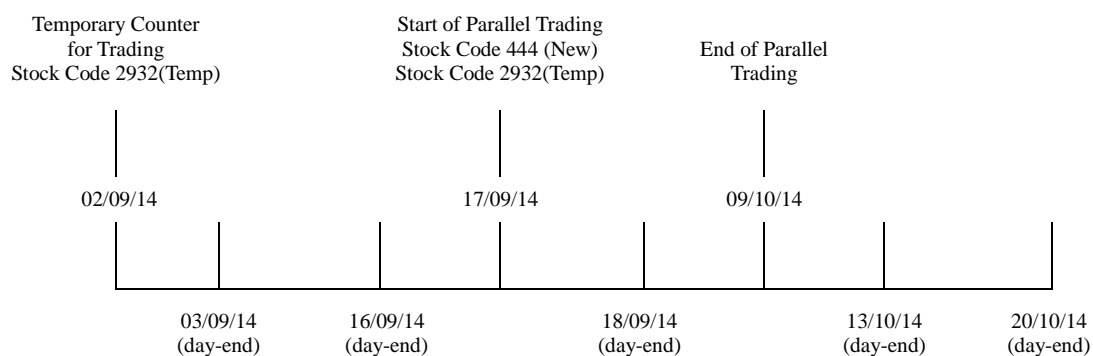 Temporary Counter
for Trading
Stock Code 2932(Temp)
Start of Parallel Trading
Stock Code 444 (New)
Stock Code 2932(Temp)
End of Parallel
Trading
02/09/14
17/09/14
09/10/14
03/09/14
(day-end)
16/09/14
(day-end)
18/09/14
(day-end)
13/10/14
(day-end)
20/10/14
(day-end)